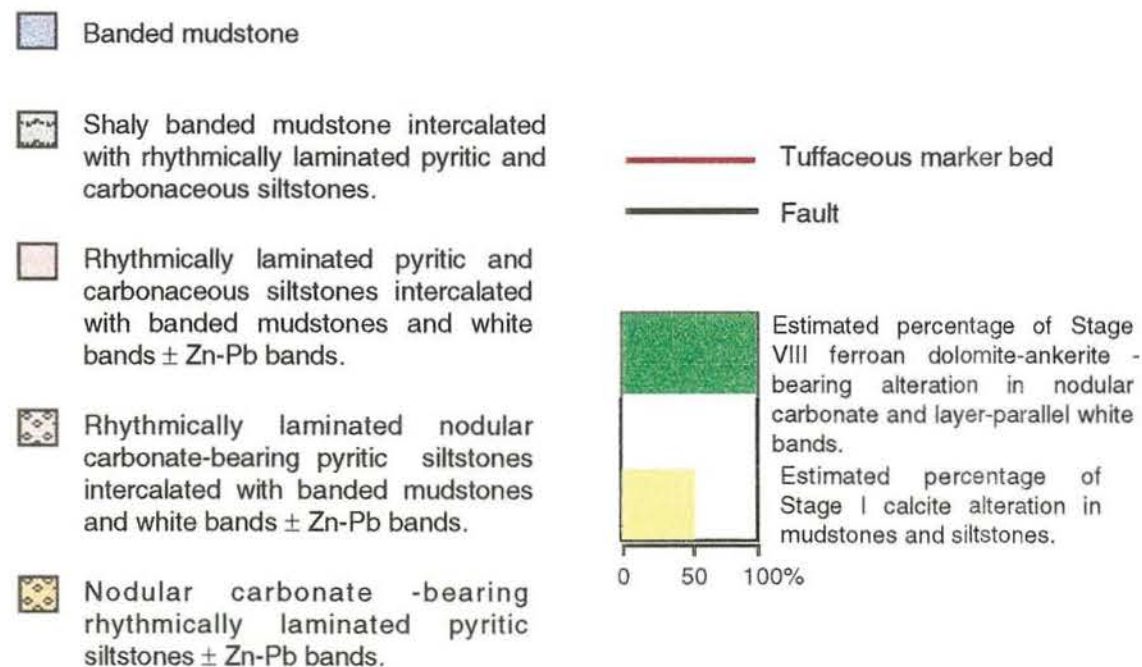 Banded mudstone
Shaly banded mudstone intercalated
with rhythmically laminated pyritic and
carbonaceous siltstones.
Rhythmically laminated pyritic and
carbonaceous siltstones intercalated
with banded mudstones and white
bands ± Zn-Pb bands.
Rhythmically laminated nodular
carbonate-bearing pyritic siltstones
intercalated with banded mudstones
and white bands ± Zn-Pb bands.
Nodular carbonate -bearing
rhythmically laminated pyritic
siltstones ± Zn-Pb bands.
Tuffaceous marker bed
Fault
Estimated percentage of Stage
VIII ferroan dolomite-ankerite -
bearing alteration in nodular
carbonate and layer-parallel white
bands.
Estimated percentage of
Stage I calcite alteration in
mudstones and siltstones.
0 50 100%